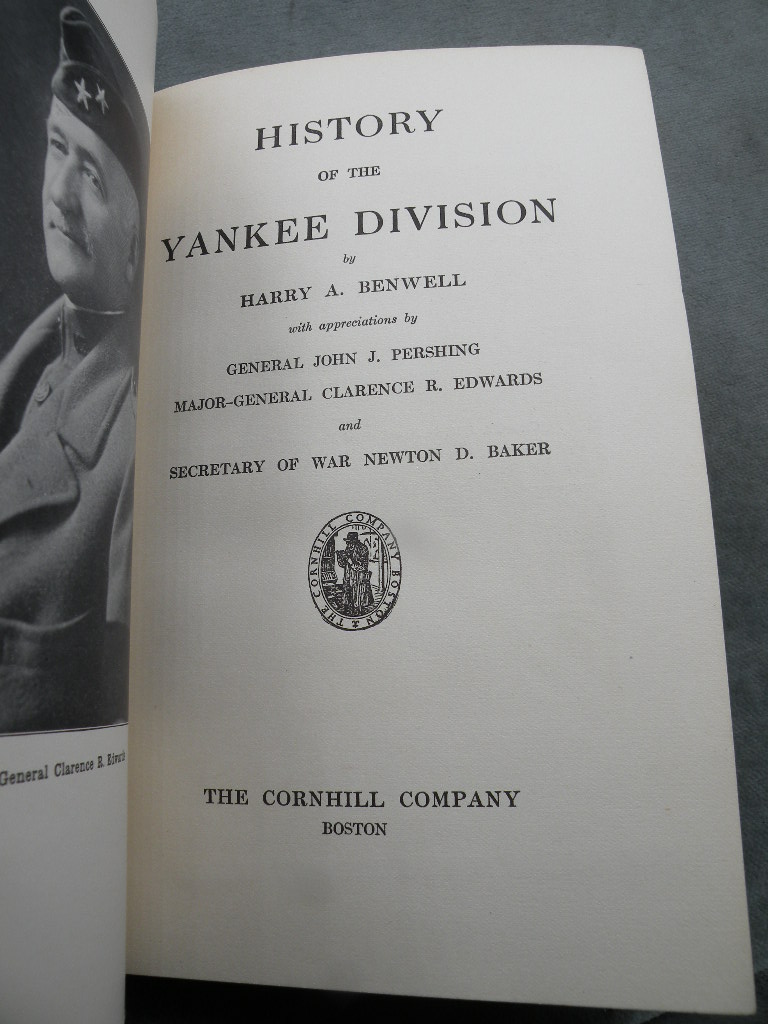 HISTORY
OF THE
YANKEE DIVISION
by
HARRY A. BENWELL
with appreciations by
GENERAL JOHN J. PERSHING
MAJOR-GENERAL CLARENCE R. EDWARDS
and
SECRETARY OF WAR NEWTON D. BAKER
THE CORNHILL COMPANY BOSTON
THE CORNHILL COMPANY
BOSTON
General Clarence R. Edwards